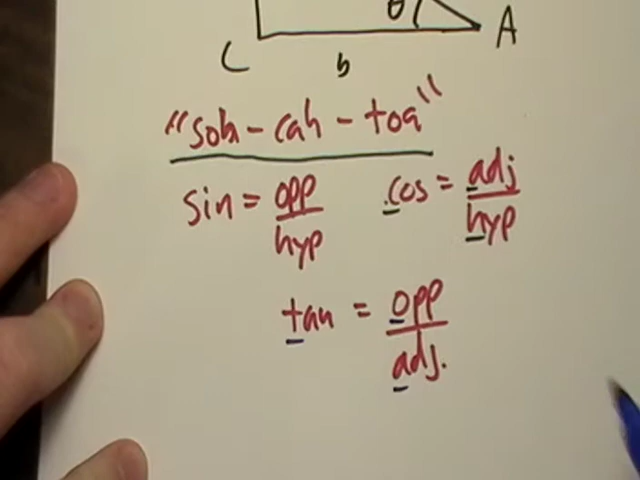 θ
C b A
"soh - cah - toa"
sin = opp/hyp cos = adj/hyp
tan = opp/adj.